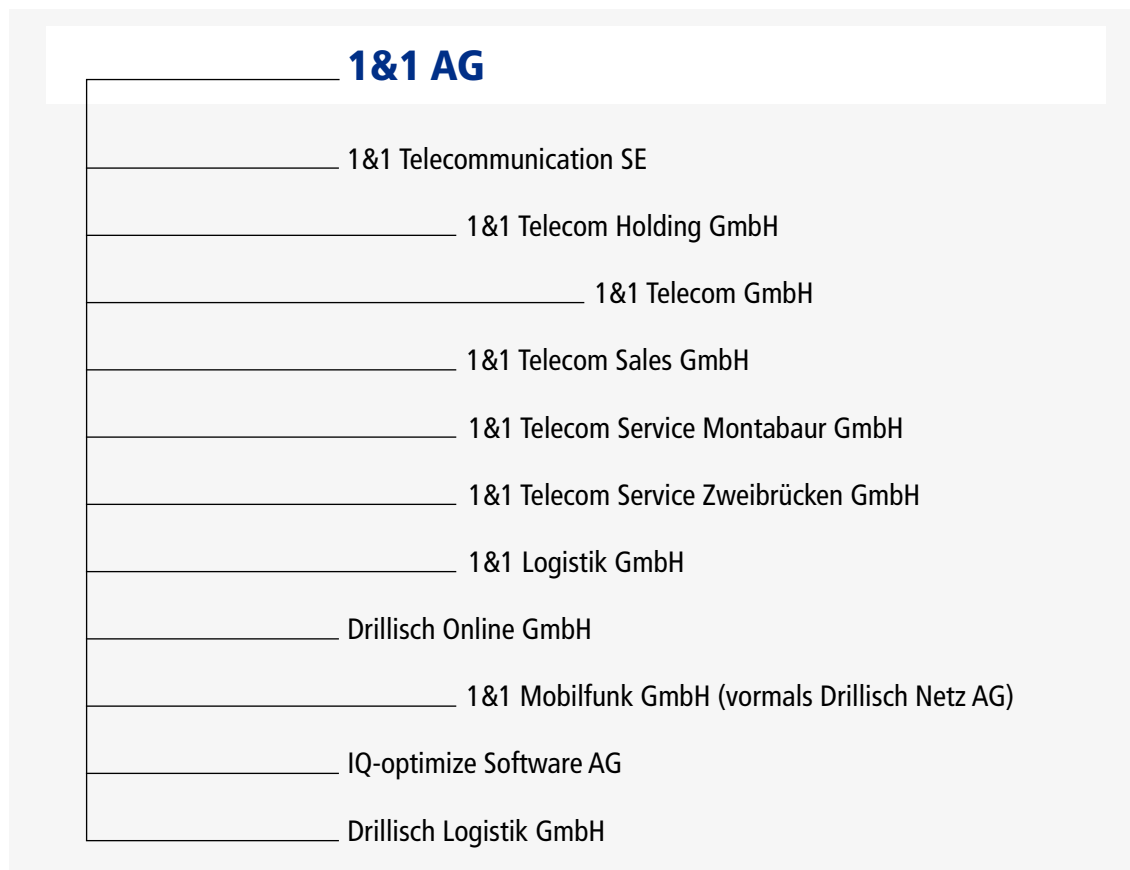 1&1 AG
1&1 Telecommunication SE
1&1 Telecom Holding GmbH
1&1 Telecom GmbH
1&1 Telecom Sales GmbH
1&1 Telecom Service Montabaur GmbH
1&1 Telecom Service Zweibrücken GmbH
1&1 Logistik GmbH
Drillisch Online GmbH
1&1 Mobilfunk GmbH (vormals Drillisch Netz AG)
IQ-optimize Software AG
Drillisch Logistik GmbH